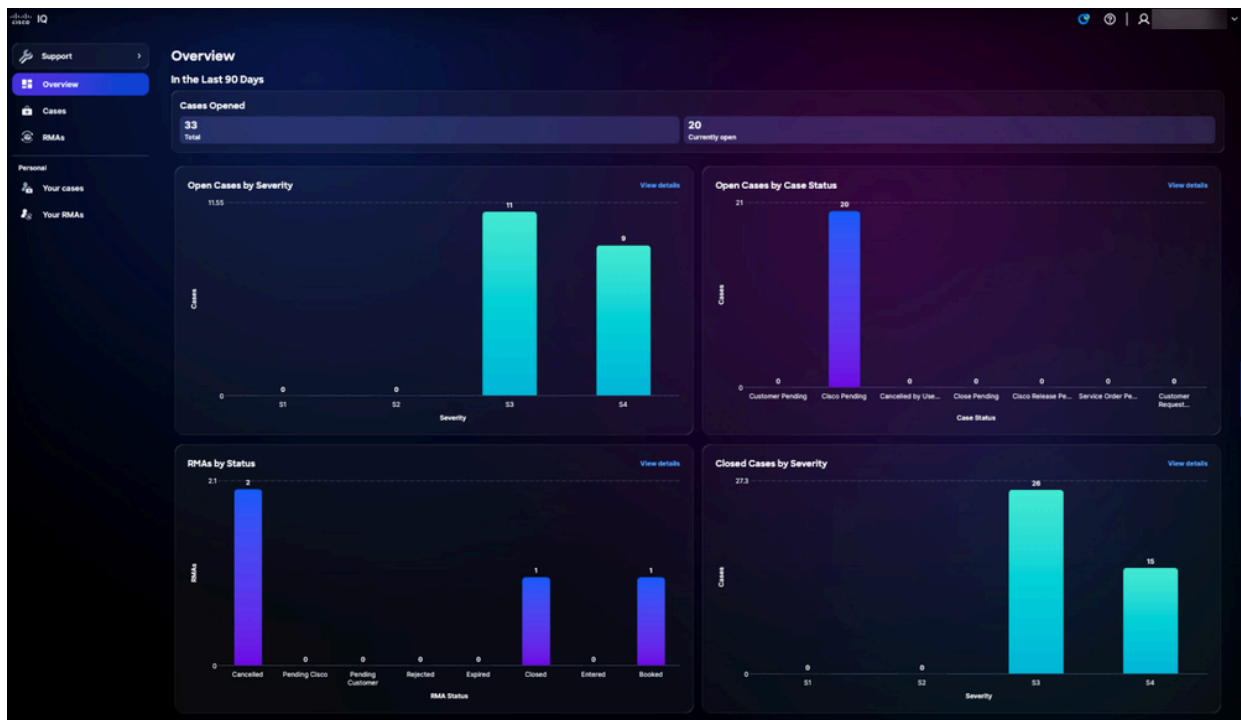 cisco IQ
Support
Overview
Cases
RMAs
Personal
Your cases
Your RMAs
Overview
In the Last 90 Days
Cases Opened
33
Total
20
Currently open
Open Cases by Severity
View details
11.55
11
9
0
0
0
Cases
S1
S2
S3
S4
Severity
Open Cases by Case Status
View details
21
20
0
0
0
0
0
0
0
Cases
Customer Pending
Cisco Pending
Cancelled by Use...
Close Pending
Cisco Release Pe...
Service Order Pe...
Customer
Request...
Case Status
RMAs by Status
View details
2.1
2
0
0
0
0
1
0
1
0
RMAs
Cancelled
Pending Cisco
Pending
Customer
Rejected
Expired
Closed
Entered
Booked
RMA Status
Closed Cases by Severity
View details
27.3
26
15
0
0
0
Cases
S1
S2
S3
S4
Severity